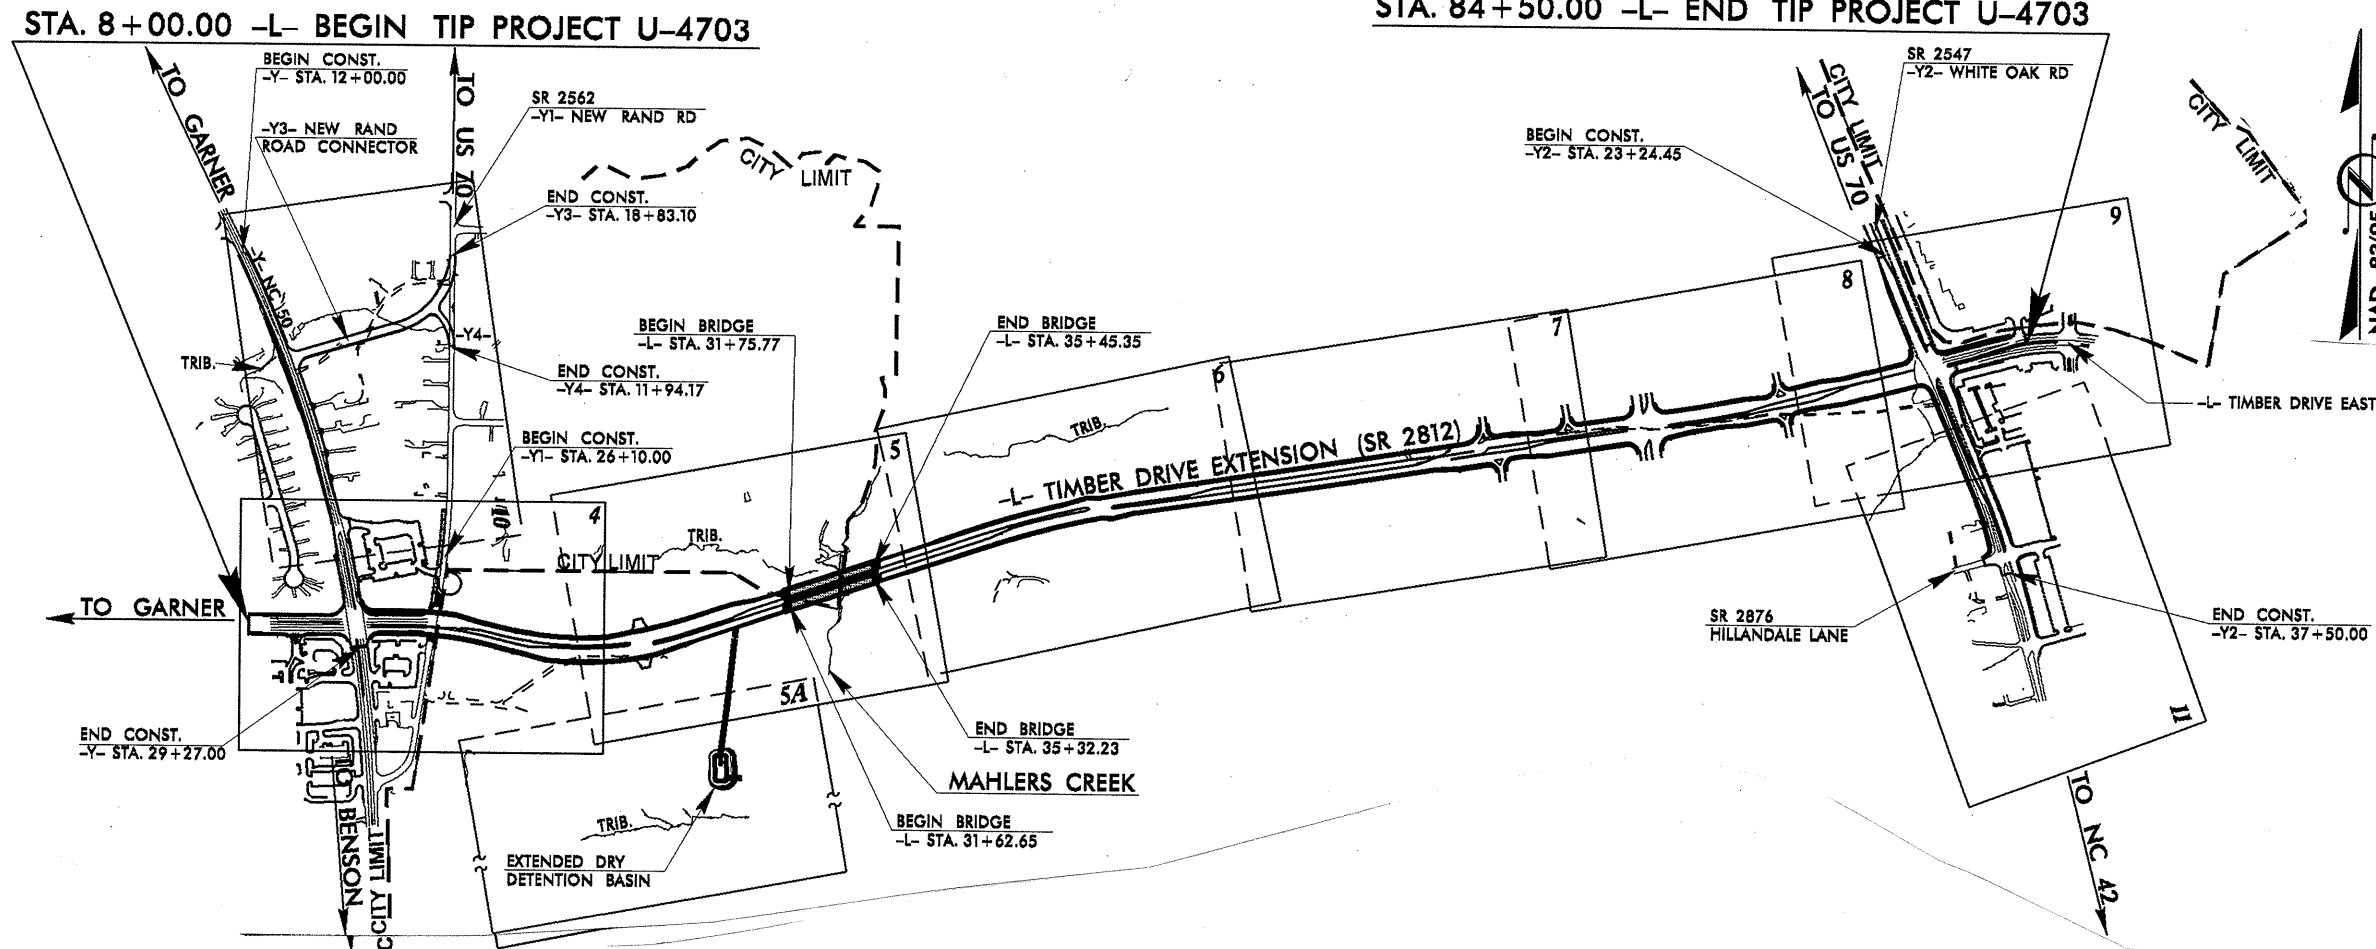 STA. 8+00.00 -L- BEGIN TIP PROJECT U-4703
STA. 84+50.00 -L- END TIP PROJECT U-4703
TO GARNER
BEGIN CONST.
-Y- STA. 12+00.00
-Y3- NEW RAND
ROAD CONNECTOR
TO US 70
SR 2562
-Y1- NEW RAND RD
END CONST.
-Y3- STA. 18+83.10
CITY LIMIT
-Y- NC 50
TRIB.
-Y4-
END CONST.
-Y4- STA. 11+94.17
BEGIN CONST.
-Y1- STA. 26+10.00
BEGIN BRIDGE
-L- STA. 31+75.77
END BRIDGE
-L- STA. 35+45.35
BEGIN CONST.
-Y2- STA. 23+24.45
CITY LIMIT
TO US 70
SR 2547
-Y2- WHITE OAK RD
CITY LIMIT
9
8
7
6
5
4
10
TRIB.
-L- TIMBER DRIVE EXTENSION (SR 2812)
-L- TIMBER DRIVE EAST
CITY LIMIT
TRIB.
TO GARNER
SR 2876
HILLANDALE LANE
END CONST.
-Y2- STA. 37+50.00
5A
11
END CONST.
-Y- STA. 29+27.00
END BRIDGE
-L- STA. 35+32.23
MAHLERS CREEK
BEGIN BRIDGE
-L- STA. 31+62.65
TRIB.
EXTENDED DRY
DETENTION BASIN
BENSON
CITY LIMIT
TO NC 42